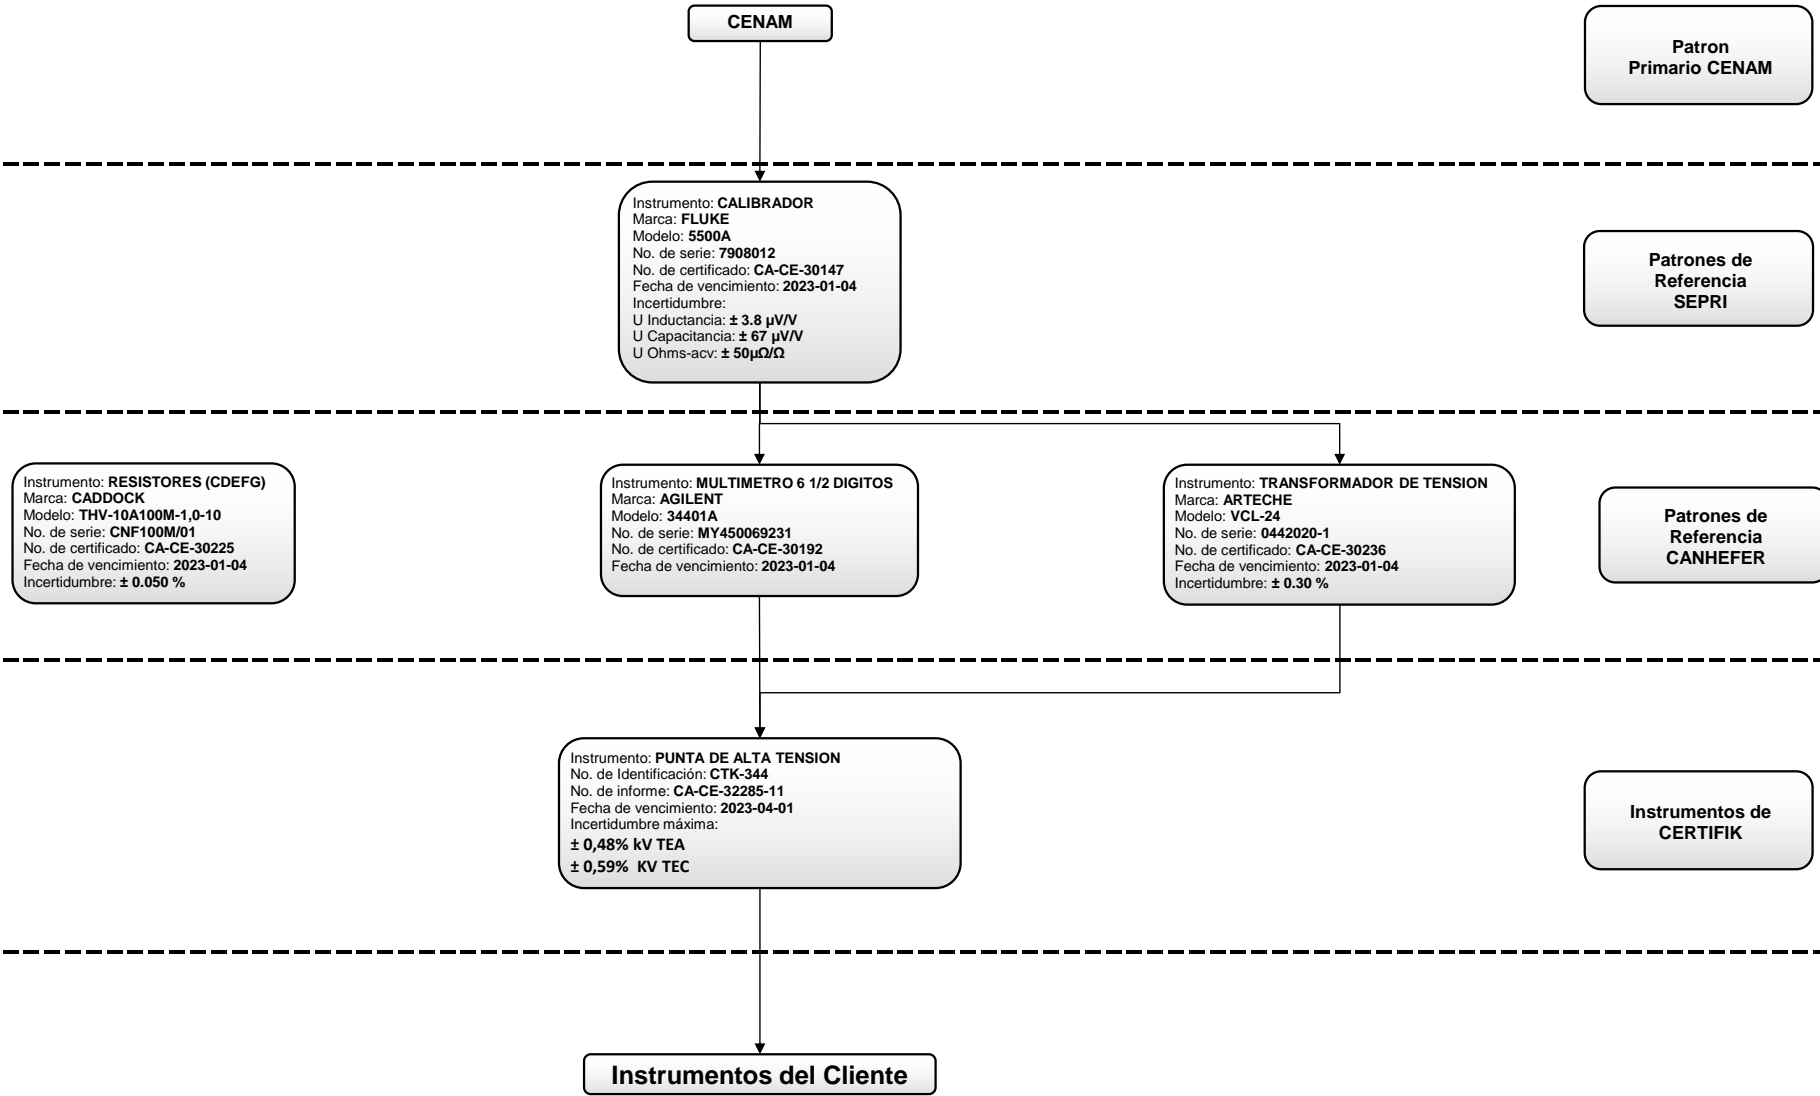 CENAM
Patron
Primario CENAM
Instrumento: CALIBRADOR
Marca: FLUKE
Modelo: 5500A
No. de serie: 7908012
No. de certificado: CA-CE-30147
Fecha de vencimiento: 2023-01-04
Incertidumbre:
U Inductancia: ± 3.8 µV/V
U Capacitancia: ± 67 µV/V
U Ohms-acv: ± 50µΩ/Ω
Patrones de
Referencia
SEPRI
Instrumento: RESISTORES (CDEFG)
Marca: CADDOCK
Modelo: THV-10A100M-1,0-10
No. de serie: CNF100M/01
No. de certificado: CA-CE-30225
Fecha de vencimiento: 2023-01-04
Incertidumbre: ± 0.050 %
Instrumento: MULTIMETRO 6 1/2 DIGITOS
Marca: AGILENT
Modelo: 34401A
No. de serie: MY450069231
No. de certificado: CA-CE-30192
Fecha de vencimiento: 2023-01-04
Instrumento: TRANSFORMADOR DE TENSION
Marca: ARTECHE
Modelo: VCL-24
No. de serie: 0442020-1
No. de certificado: CA-CE-30236
Fecha de vencimiento: 2023-01-04
Incertidumbre: ± 0.30 %
Patrones de
Referencia
CANHEFER
Instrumento: PUNTA DE ALTA TENSION
No. de Identificación: CTK-344
No. de informe: CA-CE-32285-11
Fecha de vencimiento: 2023-04-01
Incertidumbre máxima:
± 0,48% kV TEA
± 0,59% KV TEC
Instrumentos de
CERTIFIK
Instrumentos del Cliente